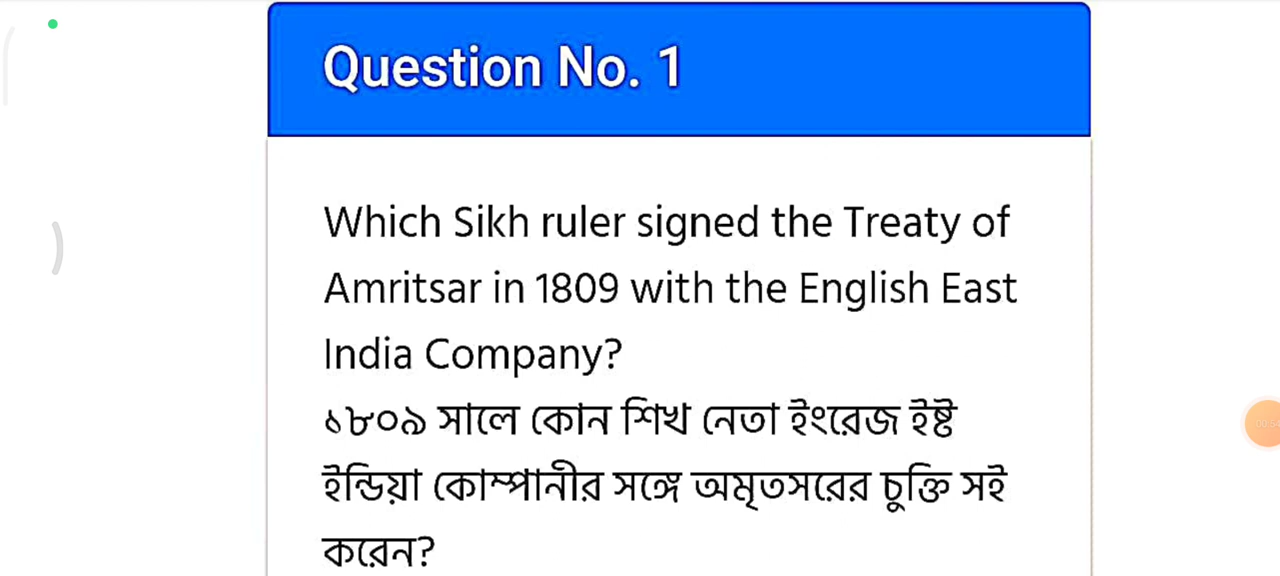 Question No. 1
Which Sikh ruler signed the Treaty of
Amritsar in 1809 with the English East
India Company?
১৮০৯ সালে কোন শিখ নেতা ইংরেজ ইষ্ট
ইন্ডিয়া কোম্পানীর সঙ্গে অমৃতসরের চুক্তি সই
করেন?